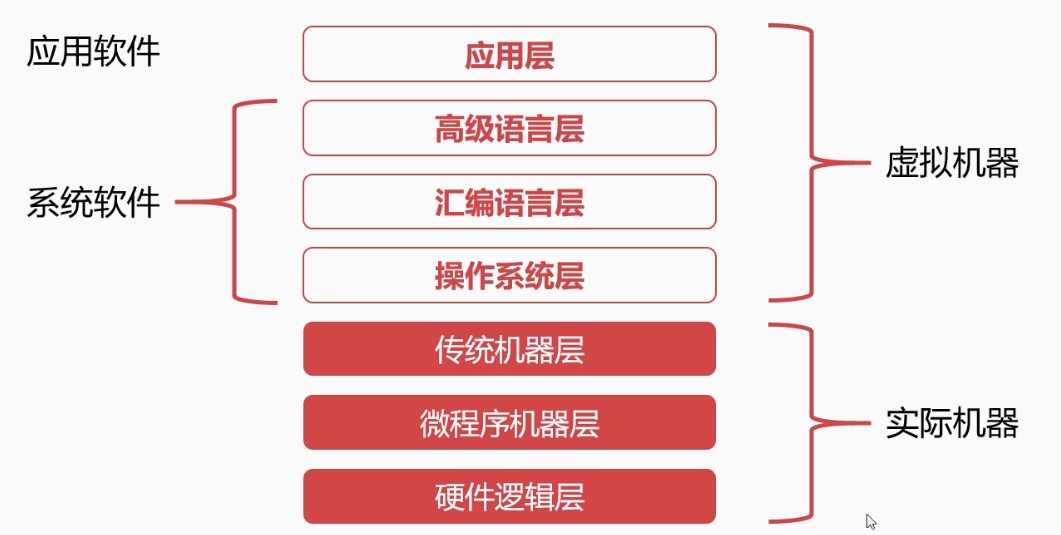 应用软件
应用层
高级语言层
虚拟机器
系统软件
汇编语言层
操作系统层
传统机器层
微程序机器层
实际机器
硬件逻辑层